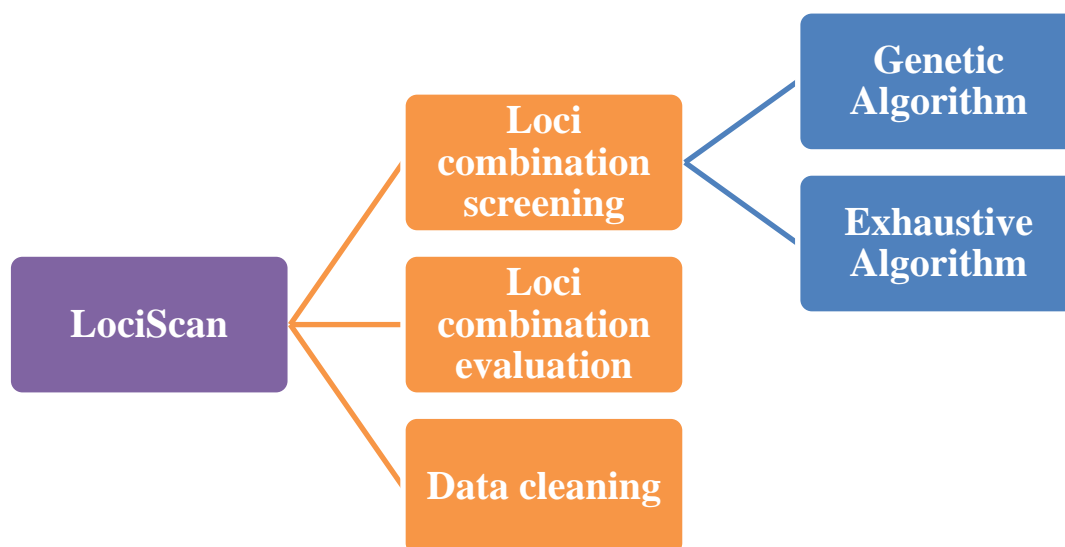 LociScan
Loci
combination
screening
Loci
combination
evaluation
Data cleaning
Genetic
Algorithm
Exhaustive
Algorithm